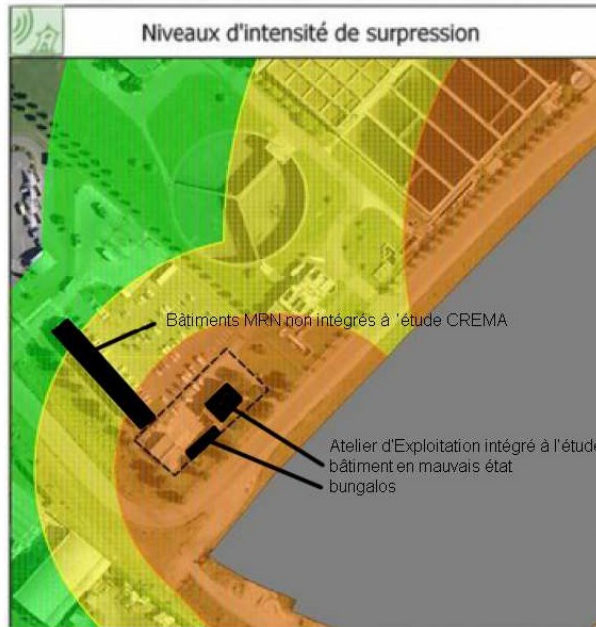 Niveaux d'intensité de surpression
Bâtiments MRN non intégrés à 'étude CREMA
Atelier d'Exploitation intégré à l'étude
bâtiment en mauvais état
bungalos